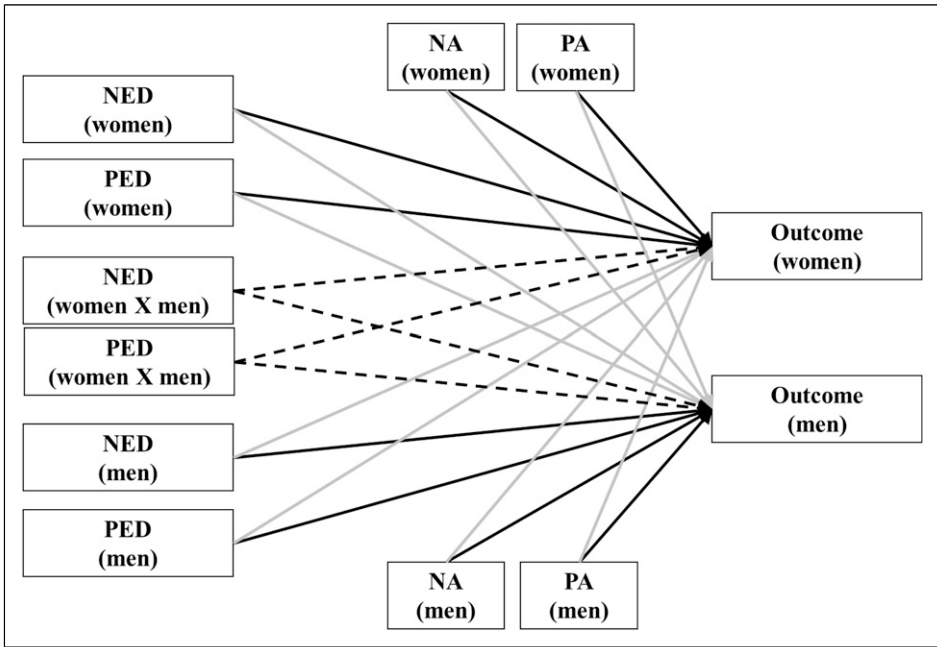 NA
(women)
PA
(women)
NED
(women)
PED
(women)
NED
(women X men)
PED
(women X men)
NED
(men)
PED
(men)
Outcome
(women)
Outcome
(men)
NA
(men)
PA
(men)